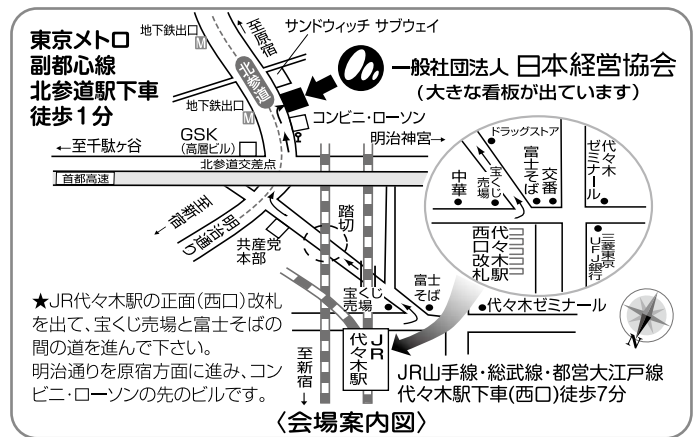 東京メトロ
副都心線
北参道駅下車
徒歩1分
地下鉄出口
M
至原宿
サンドウィッチ サブウェイ
北参道
一般社団法人 日本経営協会
(大きな看板が出ています)
地下鉄出口
M
コンビニ・ローソン
GSK
(高層ビル)
明治神宮→
←至千駄ヶ谷
北参道交差点
首都高速
至新宿
明治通り
共産党
本部
踏切
宝くじ
売場
富士
そば
代々木ゼミナール
ドラッグストア
中華
宝くじ
売場
富士そば
交番
代々木
ゼミナール
代々木駅
西口改札
三菱東京
UFJ銀行
★JR代々木駅の正面(西口)改札
を出て、宝くじ売場と富士そばの
間の道を進んで下さい。
明治通りを原宿方面に進み、コン
ビニ・ローソンの先のビルです。
至新宿
JR
代々木駅
N
JR山手線・総武線・都営大江戸線
代々木駅下車(西口)徒歩7分
〈会場案内図〉